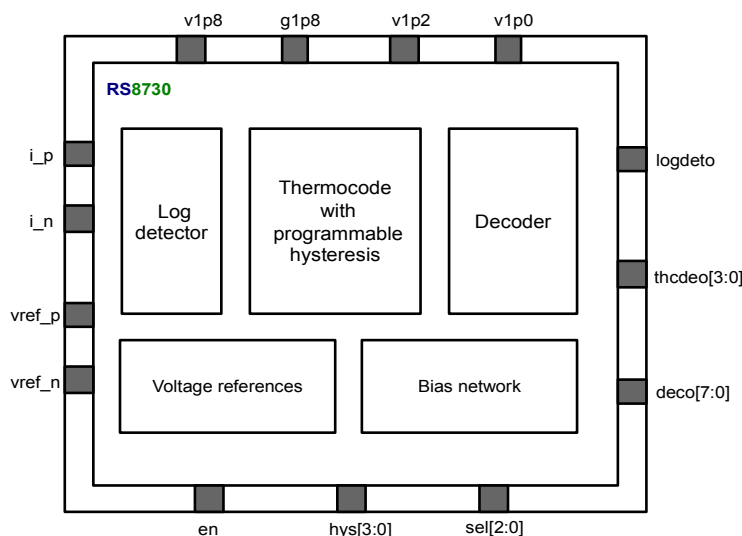 v1p8 g1p8 v1p2 v1p0
RS8730
i_p
i_n
vref_p
vref_n
Log
detector
Thermocode
with
programmable
hysteresis
Decoder
Voltage references
Bias network
logdeto
thcdeo[3:0]
deco[7:0]
en hys[3:0] sel[2:0]